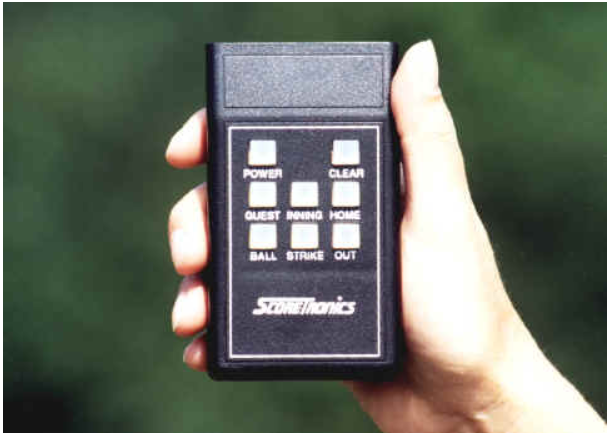 POWER CLEAR
GUEST INNING HOME
BALL STRIKE OUT
SCORETRONICS